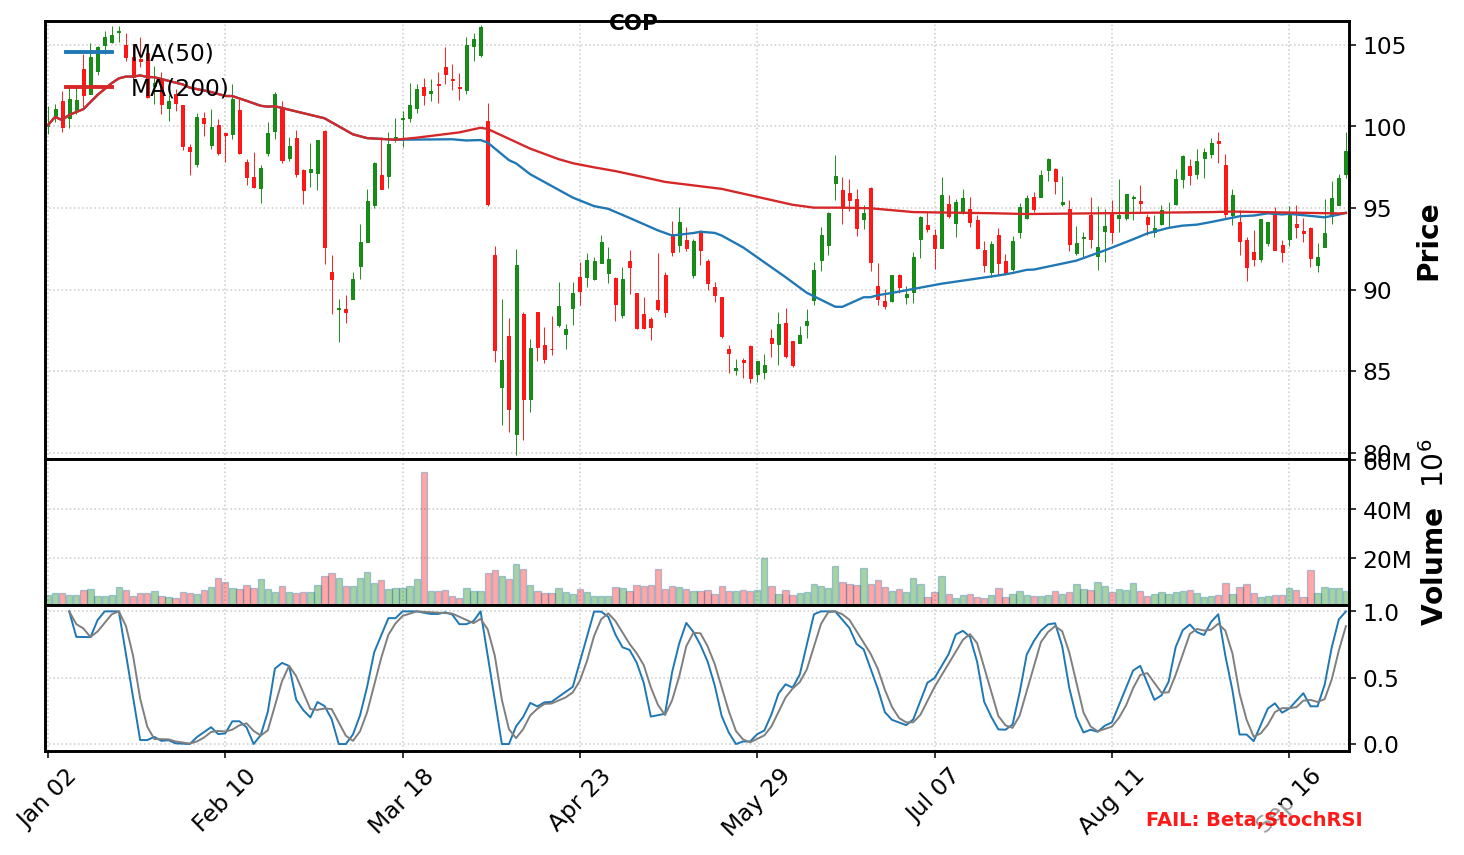 COP
MA(50)
MA(200)
105
100
95
90
85
80
Price
60M
40M
20M
Volume 10^6
1.0
0.5
0.0
Jan 02
Feb 10
Mar 18
Apr 23
May 29
Jul 07
Aug 11
Sep 16
FAIL: Beta,StochRSI